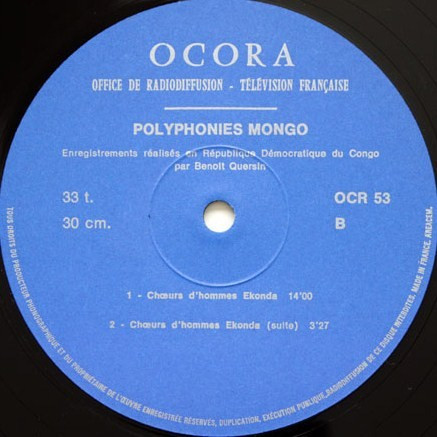 OCORA
OFFICE DE RADIODIFFUSION - TÉLÉVISION FRANÇAISE
POLYPHONIES MONGO
Enregistrements réalisés en République Démocratique du Congo
par Benoit Quersin
33 t.
OCR 53
30 cm.
B
1 - Chœurs d'hommes Ekonda 14'00
2 - Chœurs d'hommes Ekonda (suite) 3'27
TOUS DROITS DU PRODUCTEUR PHONOGRAPHIQUE ET DU PROPRIÉTAIRE DE L'ŒUVRE ENREGISTRÉE RÉSERVÉS, DUPLICATION, EXÉCUTION PUBLIQUE, RADIODIFFUSION DE CE DISQUE INTERDITES. MADE IN FRANCE. AREACEM.